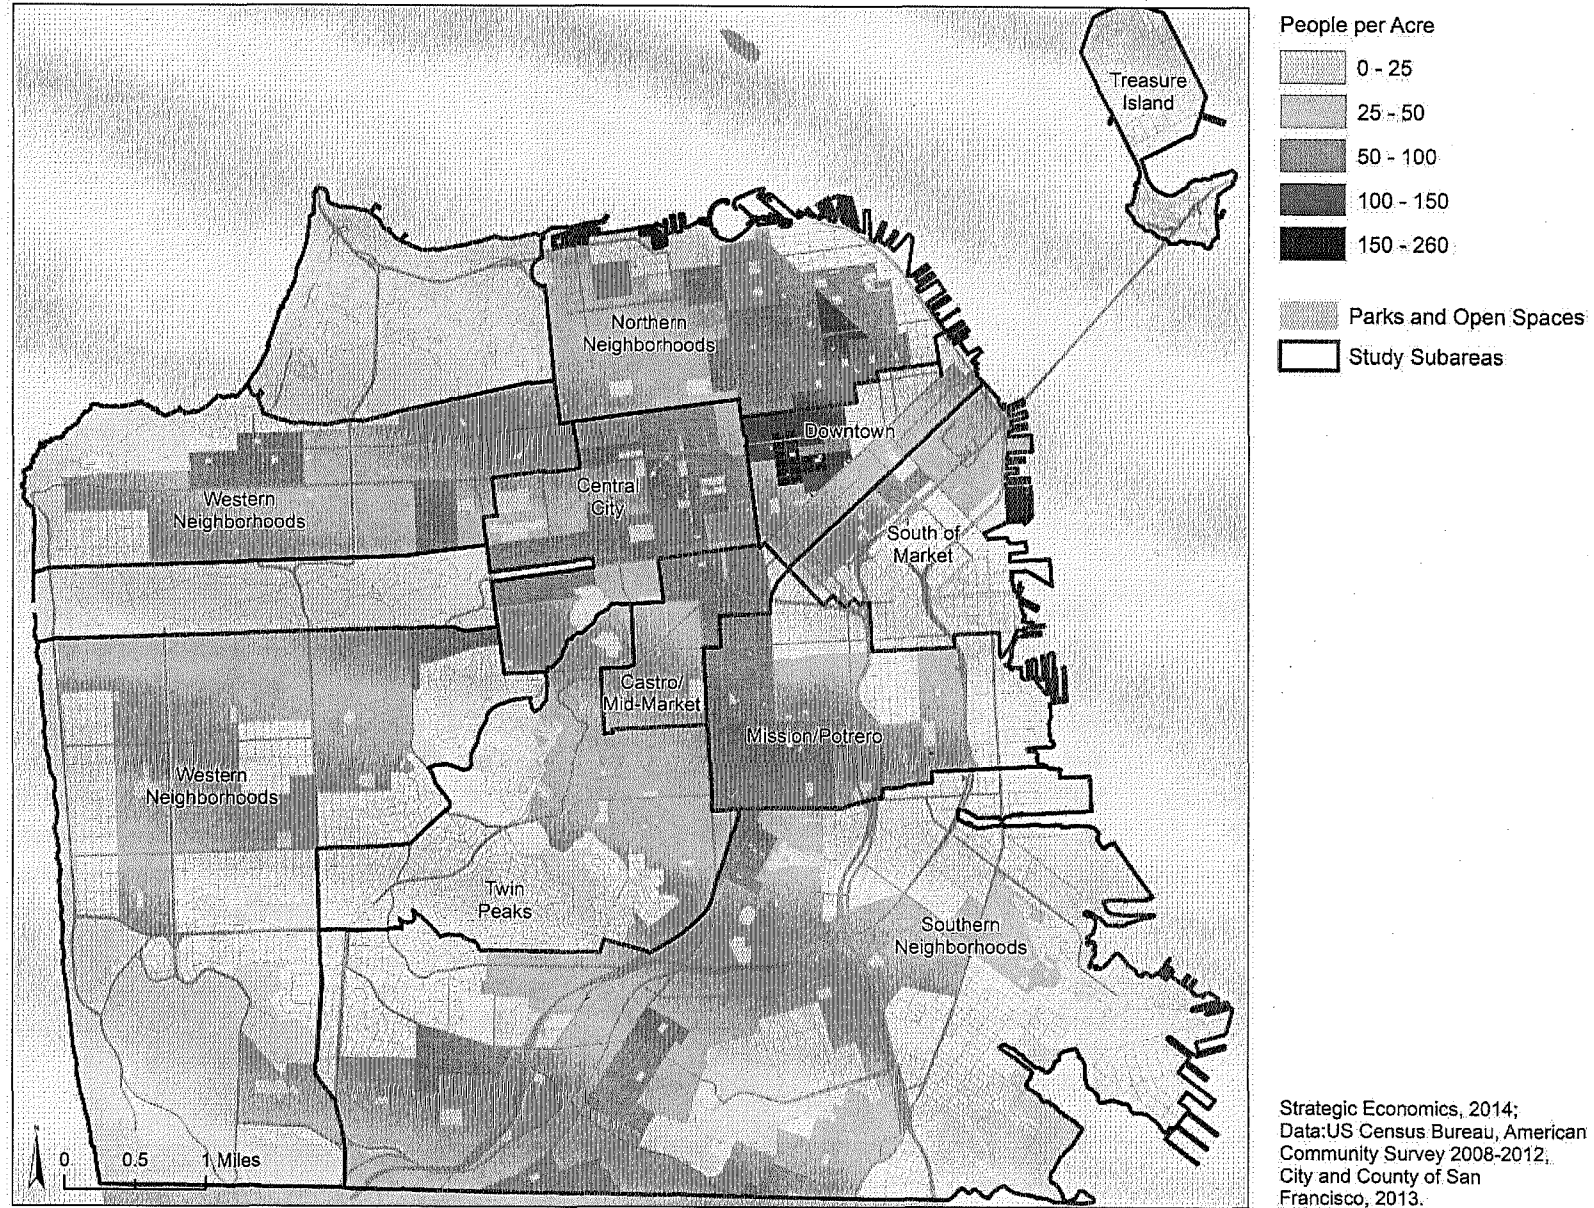 People per Acre
0 - 25
25 - 50
50 - 100
100 - 150
150 - 260
Parks and Open Spaces
Study Subareas
Treasure
Island
Northern
Neighborhoods
Downtown
Western
Neighborhoods
Central
City
South of
Market
Castro/
Mid-Market
Mission/Potrero
Western
Neighborhoods
Twin
Peaks
Southern
Neighborhoods
N
0 0.5 1 Miles
Strategic Economics, 2014;
Data:US Census Bureau, American
Community Survey 2008-2012,
City and County of San
Francisco, 2013.